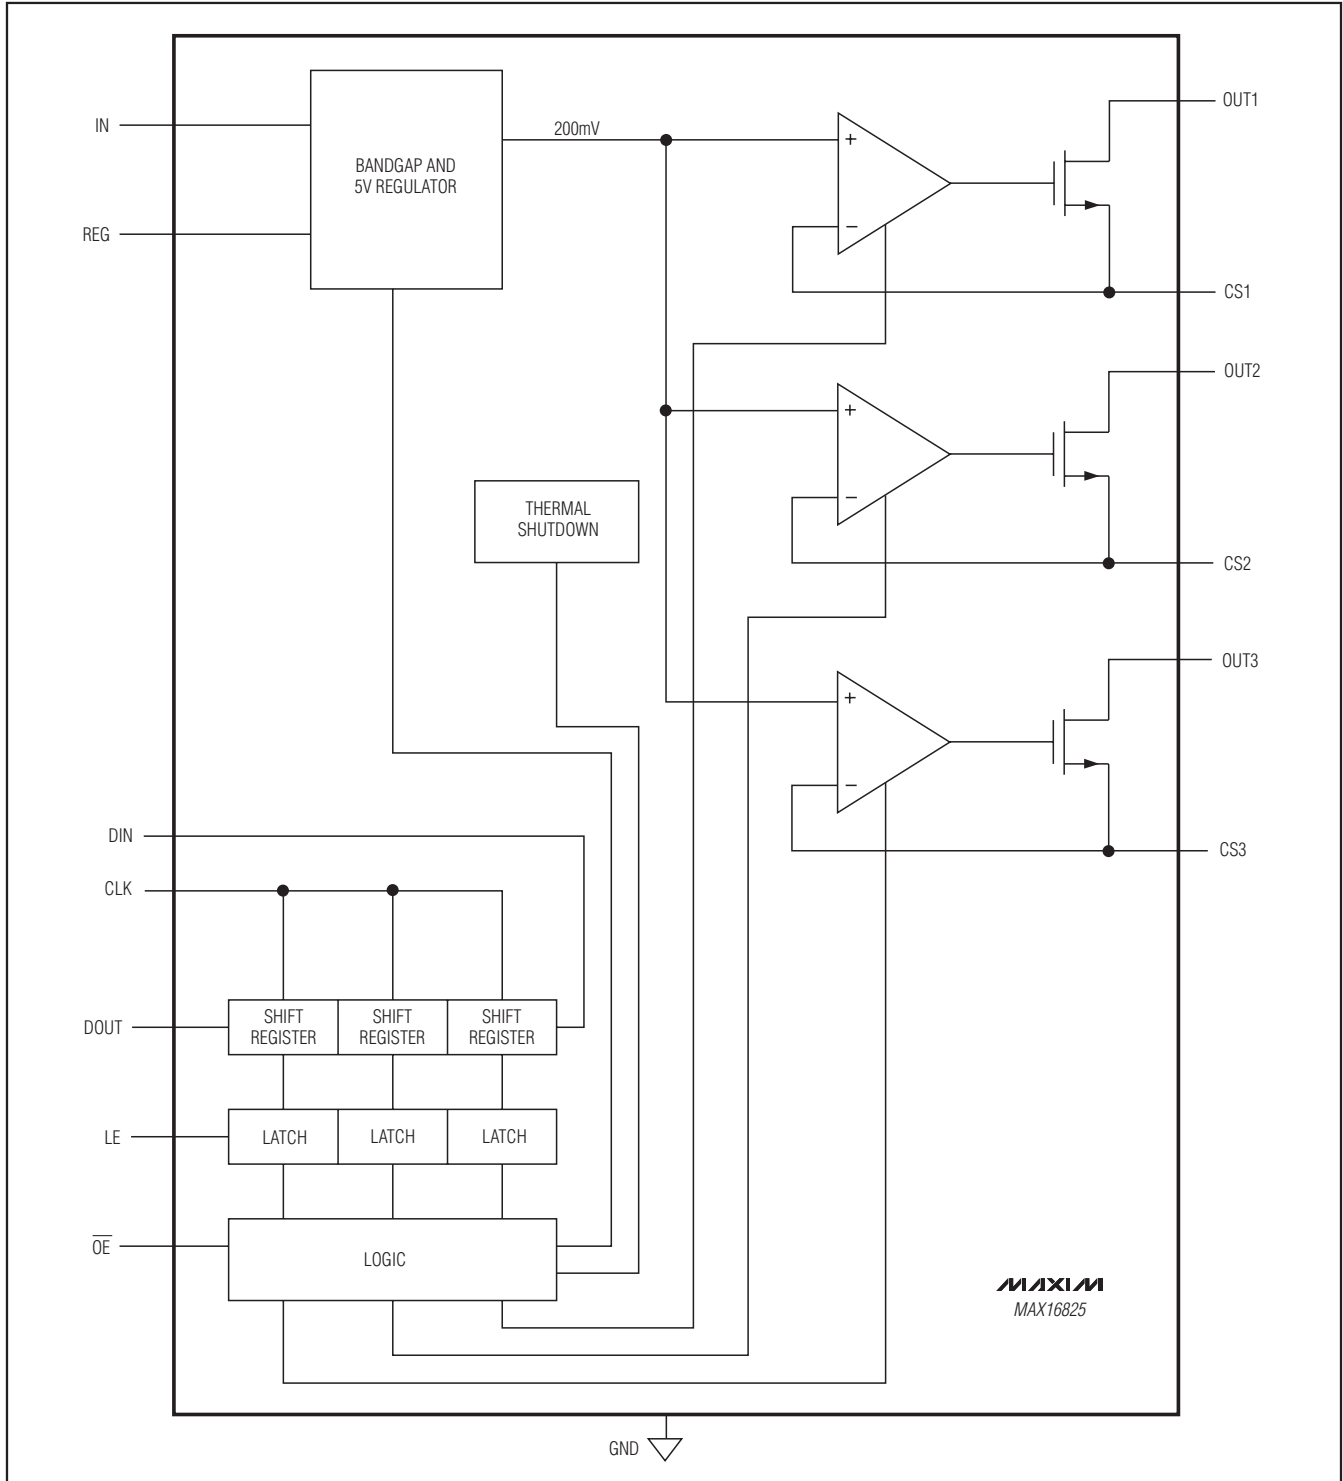 IN
BANDGAP AND
5V REGULATOR
REG
200mV
+
−
OUT1
CS1
+
−
OUT2
CS2
THERMAL
SHUTDOWN
+
−
OUT3
CS3
DIN
CLK
DOUT
SHIFT
REGISTER
SHIFT
REGISTER
SHIFT
REGISTER
LE
LATCH
LATCH
LATCH
OE
LOGIC
MAXIM
MAX16825
GND